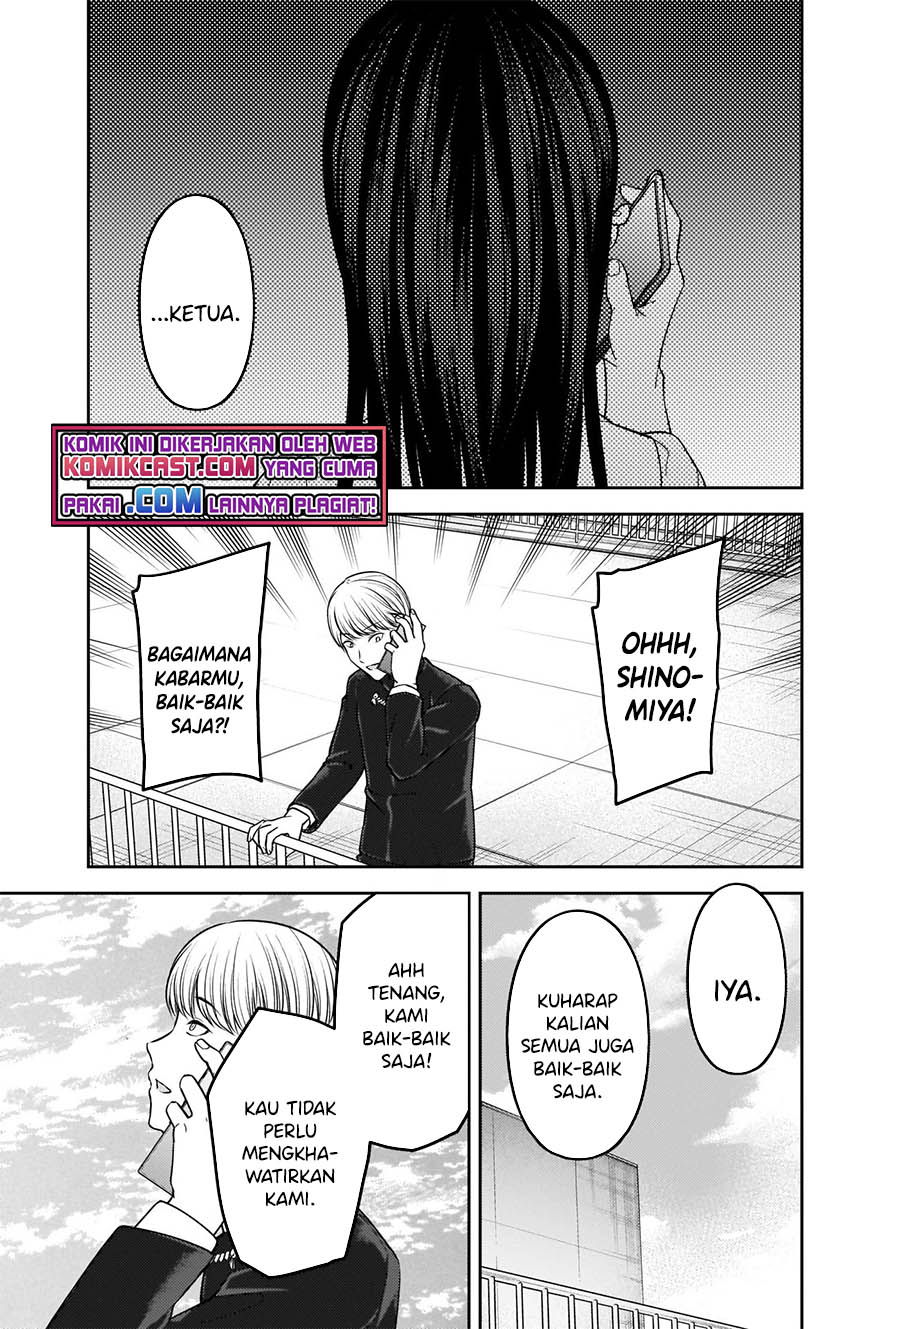 ...KETUA.
KOMIK INI DIKERJAKAN OLEH WEB
KOMIKCAST.COM YANG CUMA
PAKAI .COM LAINNYA PLAGIAT!
OHHH,
SHINO-
MIYA!
BAGAIMANA
KABARMU,
BAIK-BAIK
SAJA?!
IYA.
KUHARAP
KALIAN
SEMUA JUGA
BAIK-BAIK
SAJA.
AHH
TENANG,
KAMI
BAIK-BAIK
SAJA!
KAU TIDAK
PERLU
MENGKHA-
WATIRKAN
KAMI.